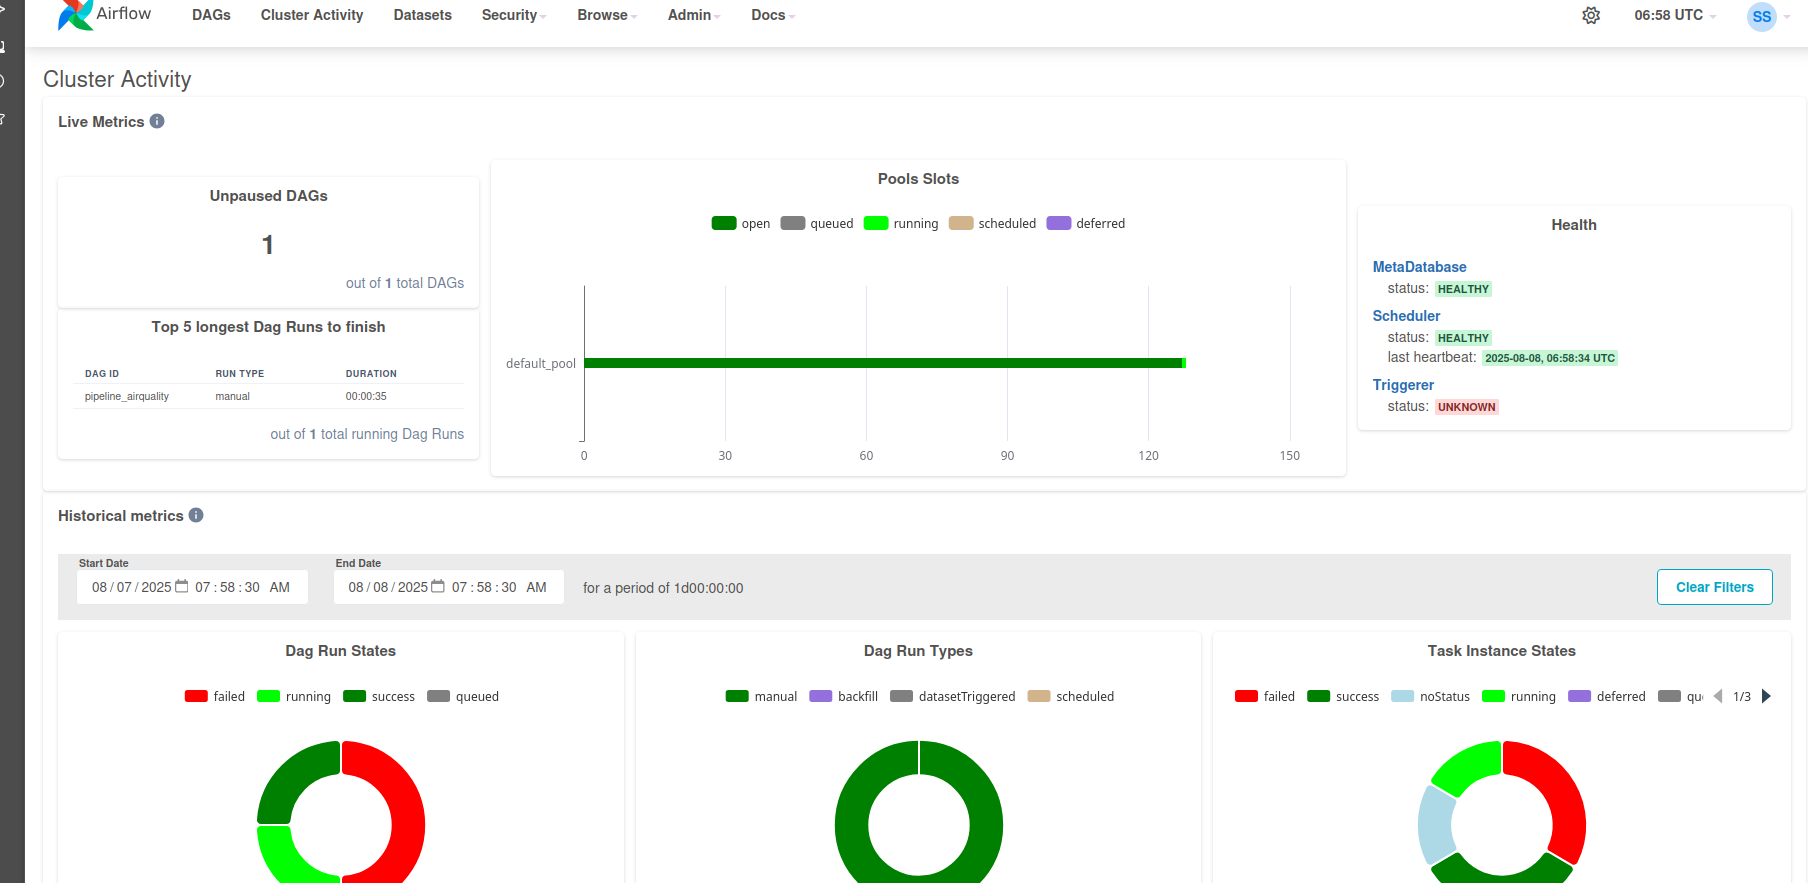 Airflow DAGs Cluster Activity Datasets Security Browse Admin Docs 06:58 UTC SS
Cluster Activity
Live Metrics
Unpaused DAGs
1
out of 1 total DAGs
Top 5 longest Dag Runs to finish
DAG ID RUN TYPE DURATION
pipeline_airquality manual 00:00:35
out of 1 total running Dag Runs
Pools Slots
open queued running scheduled deferred
default_pool
0 30 60 90 120 150
Health
MetaDatabase
status: HEALTHY
Scheduler
status: HEALTHY
last heartbeat: 2025-08-08, 06:58:34 UTC
Triggerer
status: UNKNOWN
Historical metrics
Start Date End Date
08/07/2025 07:58:30 AM 08/08/2025 07:58:30 AM for a period of 1d00:00:00 Clear Filters
Dag Run States
failed running success queued
Dag Run Types
manual backfill datasetTriggered scheduled
Task Instance States
failed success noStatus running deferred qu 1/3